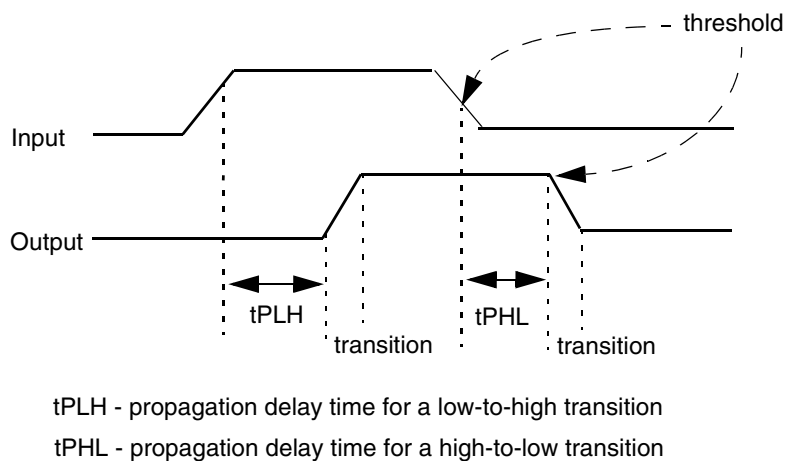 threshold
Input
Output
tPLH
tPHL
transition
transition
tPLH - propagation delay time for a low-to-high transition
tPHL - propagation delay time for a high-to-low transition